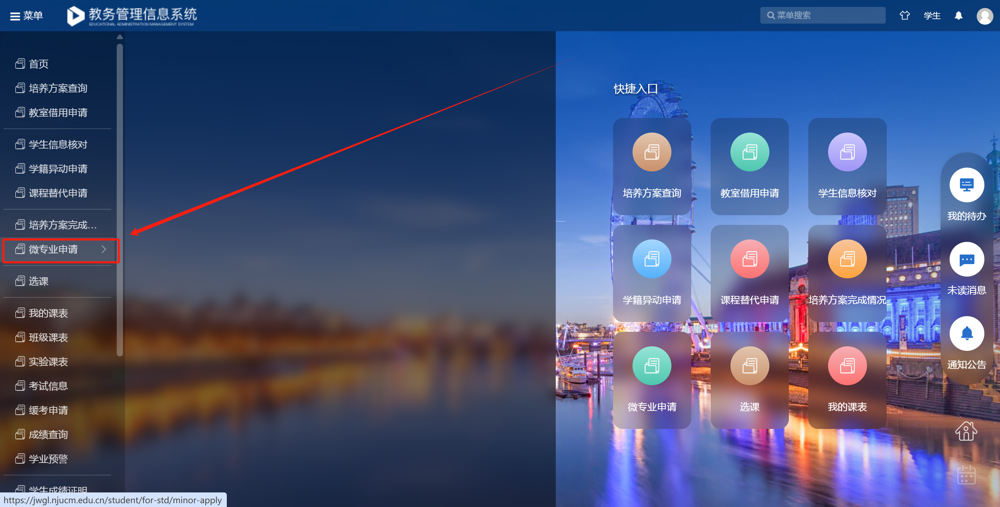 菜单
教务管理信息系统
EDUCATIONAL ADMINISTRATION MANAGEMENT SYSTEM
菜单搜索
学生
首页
培养方案查询
教室借用申请
学生信息核对
学籍异动申请
课程替代申请
培养方案完成...
微专业申请
选课
我的课表
班级课表
实验课表
考试信息
缓考申请
成绩查询
学业预警
学生成绩证明
https://jwgl.njucm.edu.cn/student/for-std/minor-apply
快捷入口
培养方案查询
教室借用申请
学生信息核对
学籍异动申请
课程替代申请
培养方案完成情况
微专业申请
选课
我的课表
我的待办
未读消息
通知公告